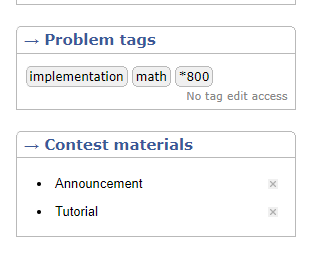 → Problem tags
implementation math *800
No tag edit access
→ Contest materials
• Announcement
• Tutorial